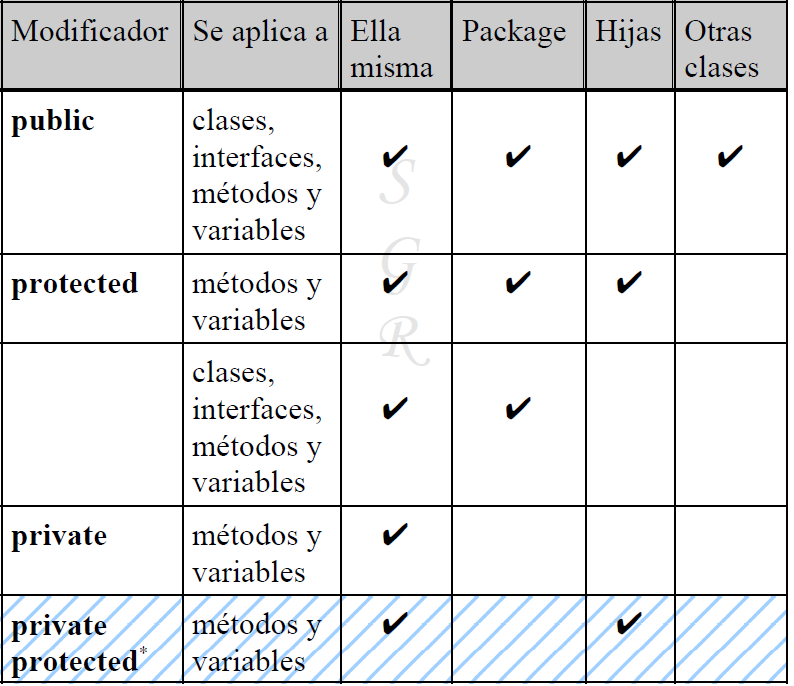 Modificador Se aplica a Ella misma Package Hijas Otras clases
public clases, interfaces, métodos y variables ✔ ✔ ✔ ✔
protected métodos y variables ✔ ✔ ✔
clases, interfaces, métodos y variables ✔ ✔
private métodos y variables ✔
private protected* métodos y variables ✔ ✔
S
G
R